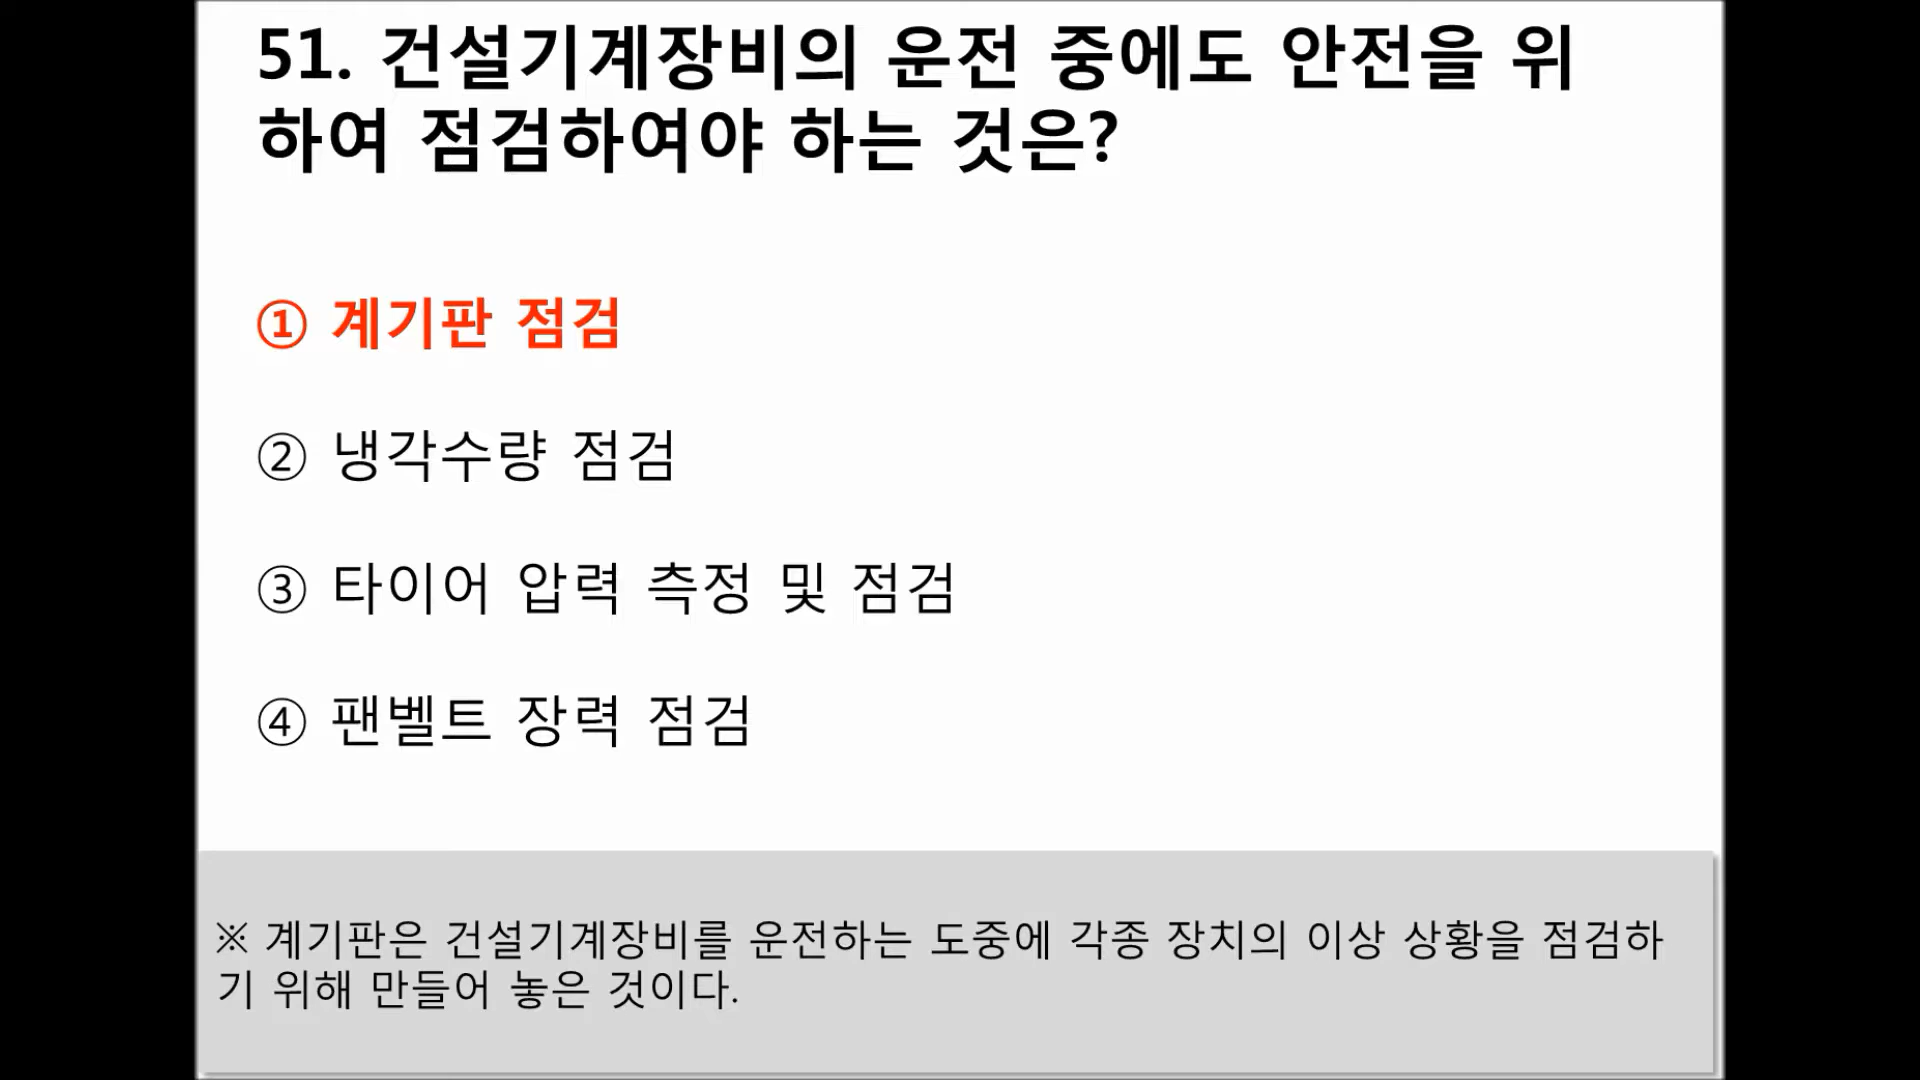 51. 건설기계장비의 운전 중에도 안전을 위
하여 점검하여야 하는 것은?
① 계기판 점검
② 냉각수량 점검
③ 타이어 압력 측정 및 점검
④ 팬벨트 장력 점검
※ 계기판은 건설기계장비를 운전하는 도중에 각종 장치의 이상 상황을 점검하
기 위해 만들어 놓은 것이다.